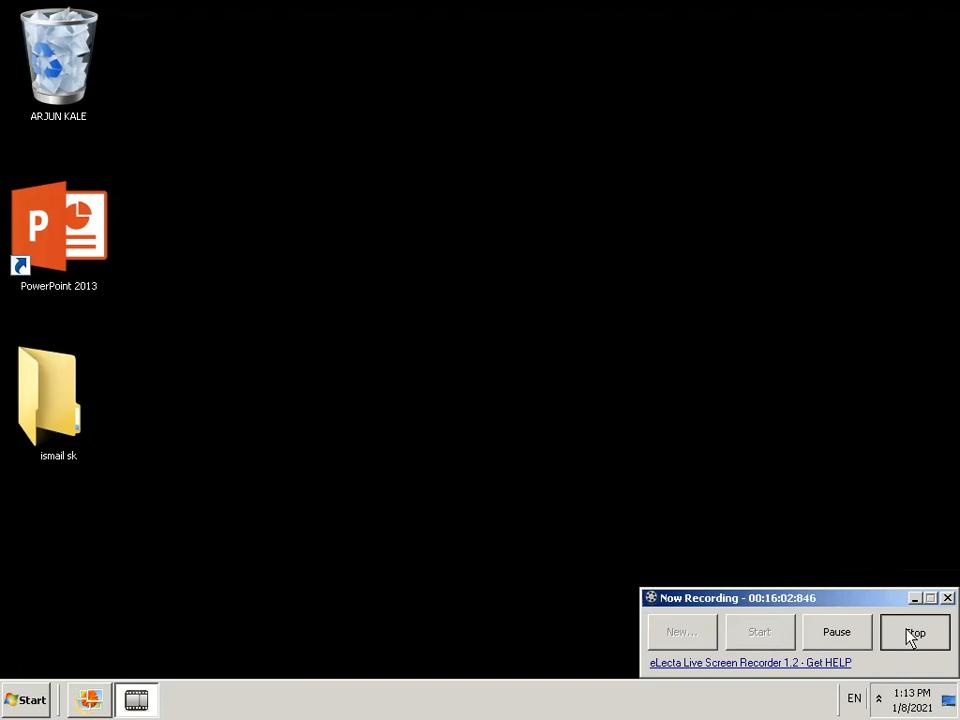 ARJUN KALE
P
PowerPoint 2013
ismail sk
Now Recording - 00:16:02:846
New... Start Pause Stop
eLecta Live Screen Recorder 1.2 - Get HELP
Start
EN
1:13 PM
1/8/2021